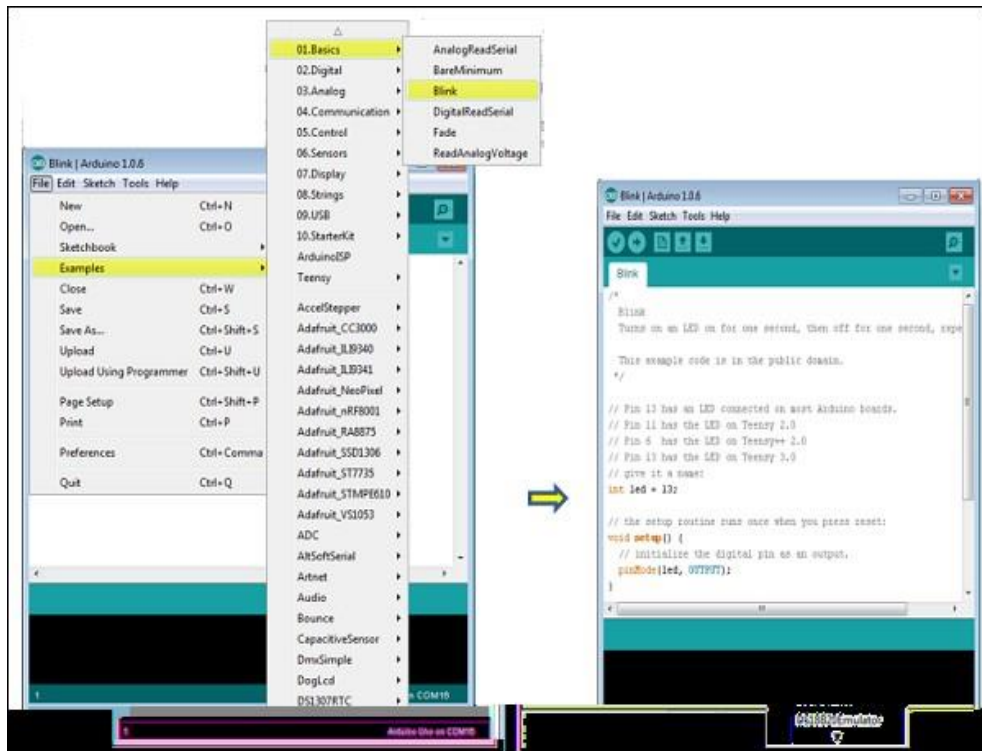 Blink | Arduino 1.0.6
File Edit Sketch Tools Help
New Ctrl+N
Open... Ctrl+O
Sketchbook
Examples
Close Ctrl+W
Save Ctrl+S
Save As... Ctrl+Shift+S
Upload Ctrl+U
Upload Using Programmer Ctrl+Shift+U
Page Setup Ctrl+Shift+P
Print Ctrl+P
Preferences Ctrl+Comma
Quit Ctrl+Q
1
01.Basics
02.Digital
03.Analog
04.Communication
05.Control
06.Sensors
07.Display
08.Strings
09.USB
10.StarterKit
ArduinoISP
Teensy
AccelStepper
Adafruit_CC3000
Adafruit_ILI9340
Adafruit_ILI9341
Adafruit_NeoPixel
Adafruit_nRF8001
Adafruit_RA8875
Adafruit_SSD1306
Adafruit_ST7735
Adafruit_STMPE610
Adafruit_VS1053
ADC
AltSoftSerial
Artnet
Audio
Bounce
CapacitiveSensor
DmxSimple
DogLcd
DS1307RTC
AnalogReadSerial
BareMinimum
Blink
DigitalReadSerial
Fade
ReadAnalogVoltage
on COM16
1 Arduino Uno on COM16
Blink | Arduino 1.0.6
File Edit Sketch Tools Help
Blink
/*
Blink
Turns on an LED on for one second, then off for one second, repe
This example code is in the public domain.
*/
// Pin 13 has an LED connected on most Arduino boards.
// Pin 11 has the LED on Teensy 2.0
// Pin 6 has the LED on Teensy++ 2.0
// Pin 13 has the LED on Teensy 3.0
// give it a name:
int led = 13;
// the setup routine runs once when you press reset:
void setup() {
// initialize the digital pin as an output.
pinMode(led, OUTPUT);
}
Emulator